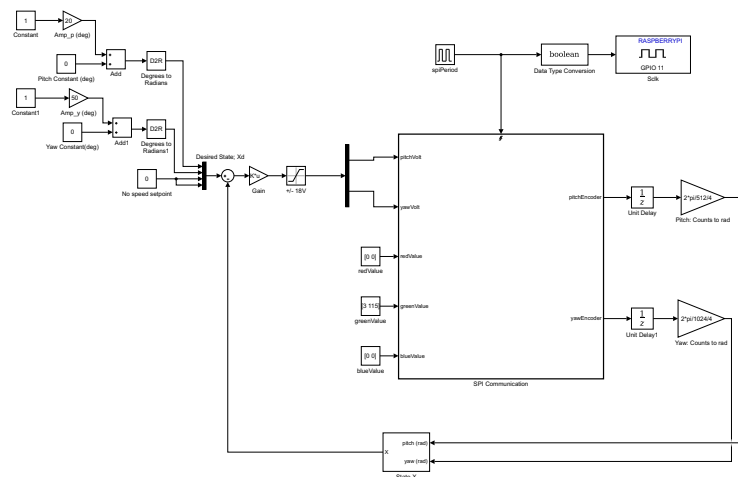 1
Constant
20
Amp_p (deg)
0
Pitch Constant (deg)
Add
D2R
Degrees to
Radians
1
Constant1
50
Amp_y (deg)
0
Yaw Constant(deg)
Add1
D2R
Degrees to
Radians1
0
No speed setpoint
Desired State; Xd
K*u
Gain
+/- 18V
spiPeriod
boolean
Data Type Conversion
RASPBERRYPI
GPIO 11
Sclk
pitchVolt
yawVolt
[0 0]
redValue
redValue
[3 115]
greenValue
greenValue
[0 0]
blueValue
blueValue
pitchEncoder
yawEncoder
SPI Communication
1
z
Unit Delay
2*pi/512/4
Pitch: Counts to rad
1
z
Unit Delay1
2*pi/1024/4
Yaw: Counts to rad
X
pitch (rad)
yaw (rad)
State X